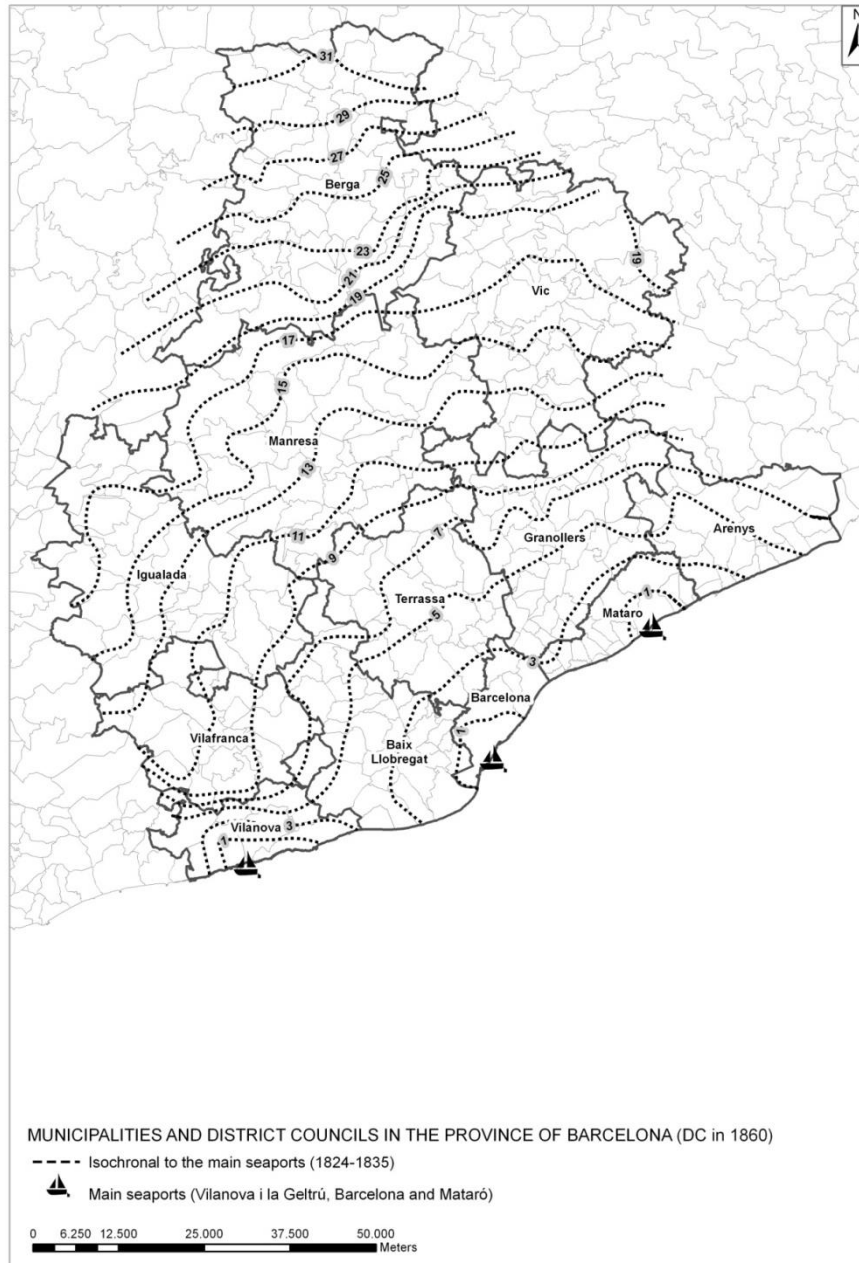 N
31
29
27
25
Berga
23
21
19
19
Vic
17
15
Manresa
13
11
9
7
Granollers
Arenys
Igualada
Terrassa
5
1
Mataro
3
Barcelona
1
Vilafranca
Baix
Llobregat
Vilanova
3
1
MUNICIPALITIES AND DISTRICT COUNCILS IN THE PROVINCE OF BARCELONA (DC in 1860)
Isochronal to the main seaports (1824-1835)
Main seaports (Vilanova i la Geltrú, Barcelona and Mataró)
0 6.250 12.500 25.000 37.500 50.000
Meters